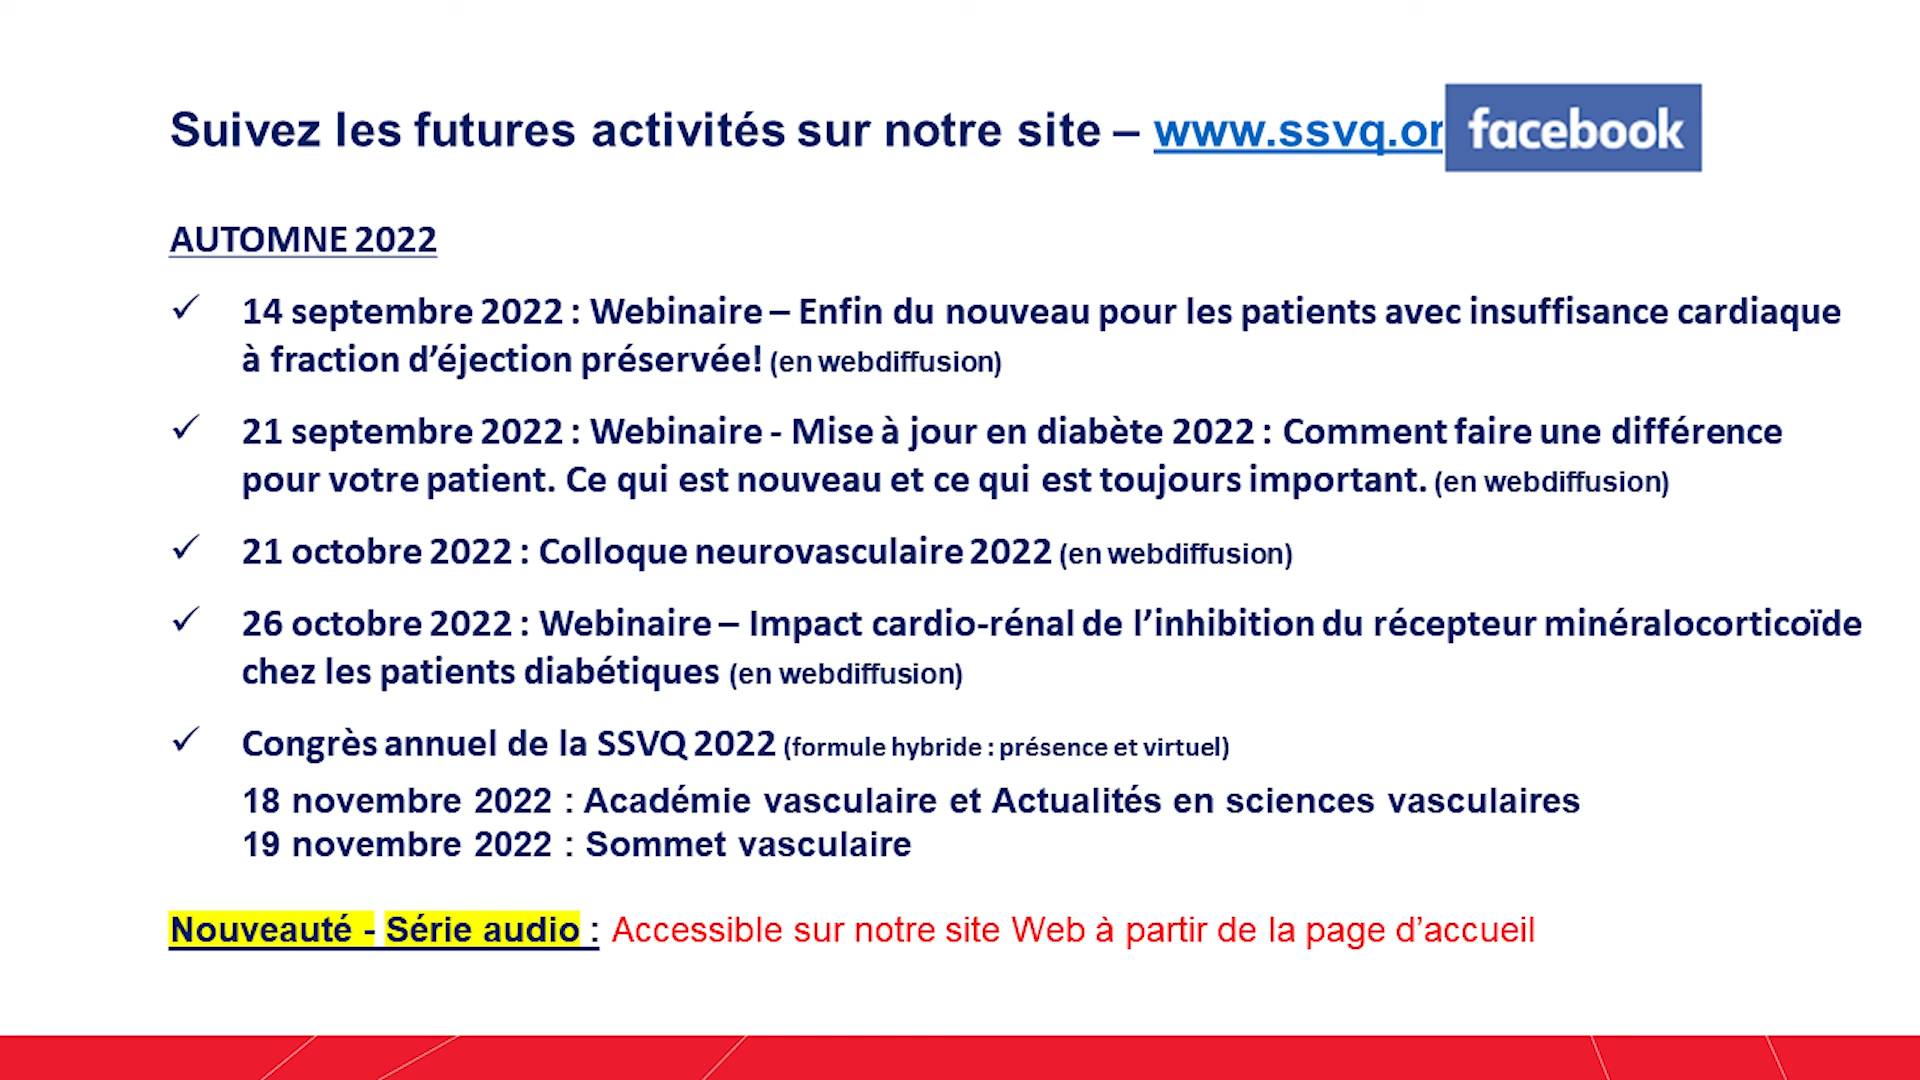 Suivez les futures activités sur notre site – www.ssvq.or facebook
AUTOMNE 2022
✓ 14 septembre 2022 : Webinaire – Enfin du nouveau pour les patients avec insuffisance cardiaque
à fraction d’éjection préservée! (en webdiffusion)
✓ 21 septembre 2022 : Webinaire - Mise à jour en diabète 2022 : Comment faire une différence
pour votre patient. Ce qui est nouveau et ce qui est toujours important. (en webdiffusion)
✓ 21 octobre 2022 : Colloque neurovasculaire 2022 (en webdiffusion)
✓ 26 octobre 2022 : Webinaire – Impact cardio-rénal de l’inhibition du récepteur minéralocorticoïde
chez les patients diabétiques (en webdiffusion)
✓ Congrès annuel de la SSVQ 2022 (formule hybride : présence et virtuel)
18 novembre 2022 : Académie vasculaire et Actualités en sciences vasculaires
19 novembre 2022 : Sommet vasculaire
Nouveauté - Série audio : Accessible sur notre site Web à partir de la page d’accueil